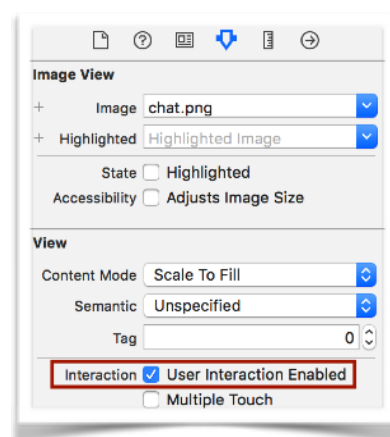 Image View
+ Image chat.png
+ Highlighted Highlighted Image
State Highlighted
Accessibility Adjusts Image Size
View
Content Mode Scale To Fill
Semantic Unspecified
Tag 0
Interaction User Interaction Enabled
Multiple Touch